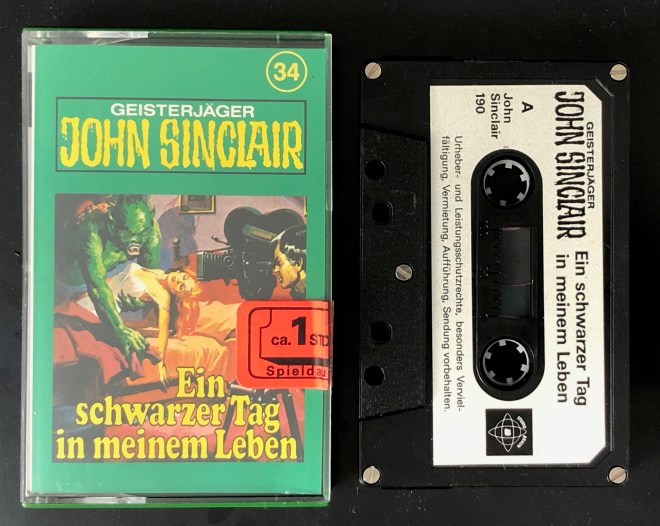 34
GEISTERJÄGER
JOHN SINCLAIR
ca. 1
Spieldau
Ein
schwarzer Tag
in meinem Leben
GEISTERJÄGER
JOHN SINCLAIR
Ein schwarzer Tag
in meinem Leben
A
John
Sinclair
190
Urheber- und Leistungsschutzrechte, besonders Verviel-
fältigung, Vermietung, Aufführung, Sendung vorbehalten.